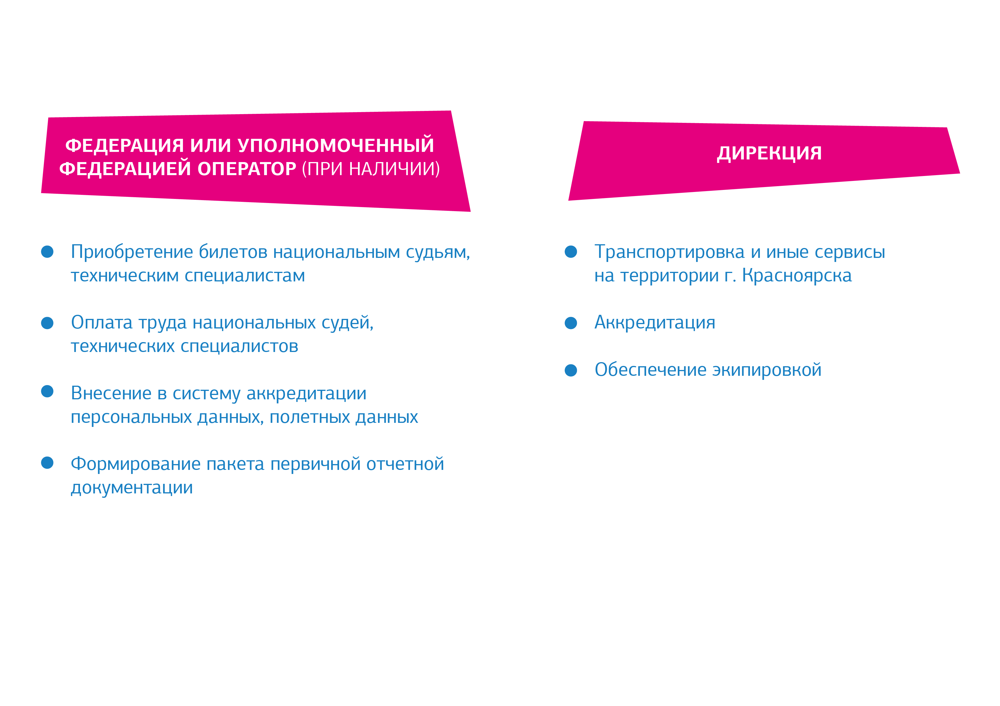 ФЕДЕРАЦИЯ ИЛИ УПОЛНОМОЧЕННЫЙ
ФЕДЕРАЦИЕЙ ОПЕРАТОР (ПРИ НАЛИЧИИ)
Приобретение билетов национальным судьям,
техническим специалистам
Оплата труда национальных судей,
технических специалистов
Внесение в систему аккредитации
персональных данных, полетных данных
Формирование пакета первичной отчетной
документации
ДИРЕКЦИЯ
Транспортировка и иные сервисы
на территории г. Красноярска
Аккредитация
Обеспечение экипировкой